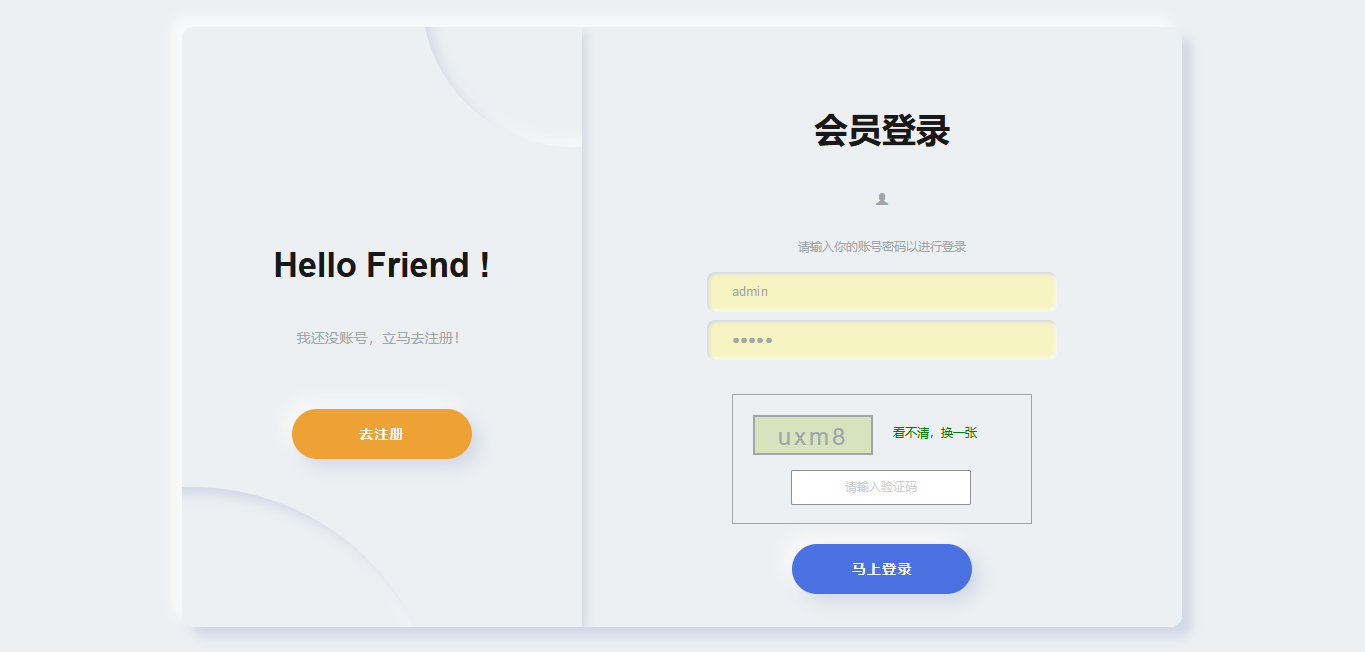 Hello Friend !
我还没账号，立马去注册！
去注册
会员登录
请输入你的账号密码以进行登录
admin
●●●●●
uxm8
看不清，换一张
请输入验证码
马上登录